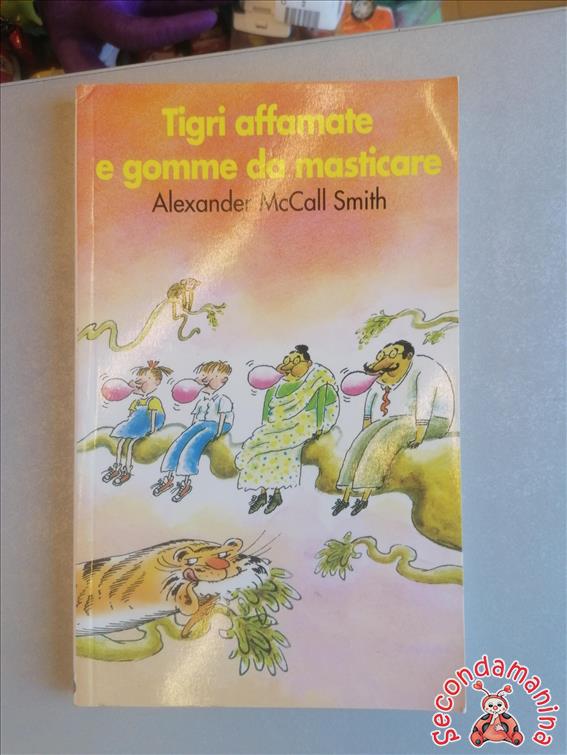 Tigri affamate
e gomme da masticare
Alexander McCall Smith
Secondamanina